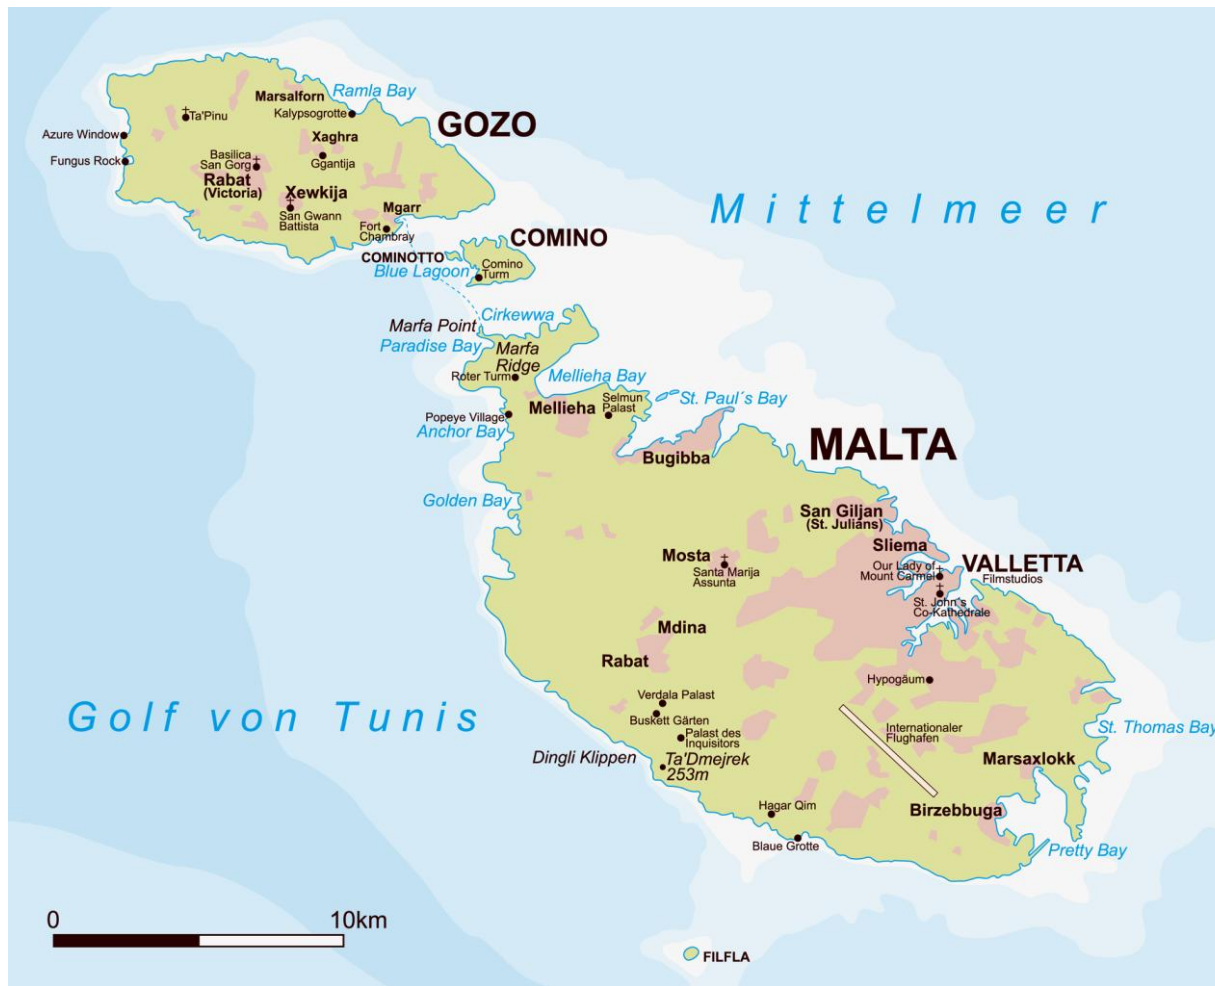 Marsalforn
Ramla Bay
Kalypsogrotte
Ta'Pinu
GOZO
Azure Window
Xaghra
Fungus Rock
Basilica
San Gorg
Ggantija
Rabat
(Victoria)
Xewkija
San Gwann
Battista
Mgarr
Fort
Chambray
Mittelmeer
COMINO
COMINOTTO
Blue Lagoon
Comino
Turm
Cirkewwa
Marfa Point
Paradise Bay
Marfa
Ridge
Roter Turm
Mellieha Bay
Selmun
Palast
St. Paul´s Bay
Mellieha
Popeye Village
Anchor Bay
Bugibba
MALTA
Golden Bay
San Giljan
(St. Julians)
Sliema
Mosta
Santa Marija
Assunta
Our Lady of
Mount Carmel
VALLETTA
Filmstudios
St. John´s
Co-Kathedrale
Mdina
Rabat
Hypogäum
Verdala Palast
Buskett Gärten
Palast des
Inquisitors
Golf von Tunis
Internationaler
Flughafen
St. Thomas Bay
Dingli Klippen
Ta'Dmejrek
253m
Marsaxlokk
Hagar Qim
Birzebbuga
Blaue Grotte
Pretty Bay
0 10km
FILFLA